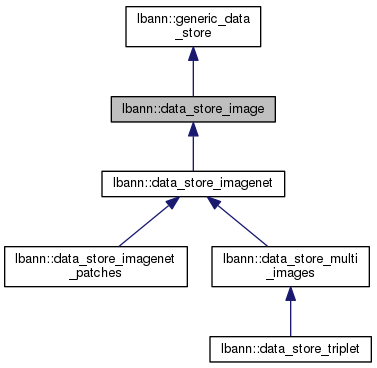 lbann::generic_data
_store
lbann::data_store_image
lbann::data_store_imagenet
lbann::data_store_imagenet
_patches
lbann::data_store_multi
_images
lbann::data_store_triplet